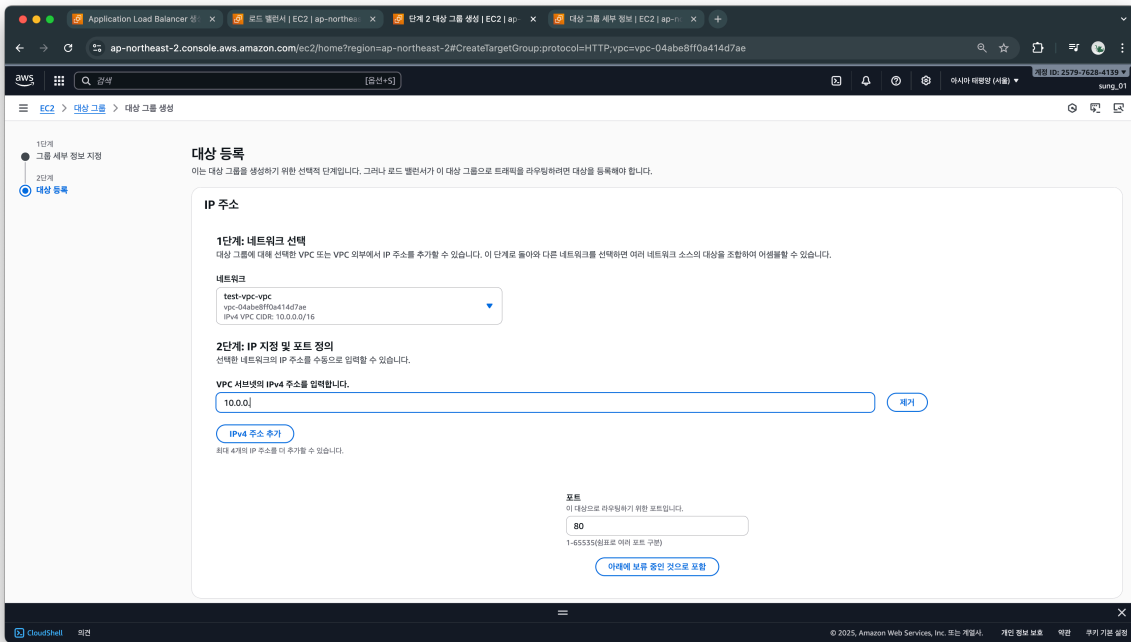 Application Load Balancer 생
로드 밸런서 | EC2 | ap-northeas
단계 2 대상 그룹 생성 | EC2 | ap-
대상 그룹 세부 정보 | EC2 | ap-n
ap-northeast-2.console.aws.amazon.com/ec2/home?region=ap-northeast-2#CreateTargetGroup:protocol=HTTP;vpc=vpc-04abe8ff0a414d7ae
aws
검색
[옵션+S]
아시아 태평양 (서울)
계정 ID: 2579-7628-4139
sung_01
EC2 > 대상 그룹 > 대상 그룹 생성
1단계
그룹 세부 정보 지정
2단계
대상 등록
대상 등록
이는 대상 그룹을 생성하기 위한 선택적 단계입니다. 그러나 로드 밸런서가 이 대상 그룹으로 트래픽을 라우팅하려면 대상을 등록해야 합니다.
IP 주소
1단계: 네트워크 선택
대상 그룹에 대해 선택한 VPC 또는 VPC 외부에서 IP 주소를 추가할 수 있습니다. 이 단계로 돌아와 다른 네트워크를 선택하면 여러 네트워크 소스의 대상을 조합하여 어셈블할 수 있습니다.
네트워크
test-vpc-vpc
vpc-04abe8ff0a414d7ae
IPv4 VPC CIDR: 10.0.0.0/16
2단계: IP 지정 및 포트 정의
선택한 네트워크의 IP 주소를 수동으로 입력할 수 있습니다.
VPC 서브넷의 IPv4 주소를 입력합니다.
10.0.0.
제거
IPv4 주소 추가
최대 4개의 IP 주소를 더 추가할 수 있습니다.
포트
이 대상으로 라우팅하기 위한 포트입니다.
80
1-65535(쉼표로 여러 포트 구분)
아래에 보류 중인 것으로 포함
CloudShell
의견
© 2025, Amazon Web Services, Inc. 또는 계열사.
개인 정보 보호
약관
쿠키 기본 설정